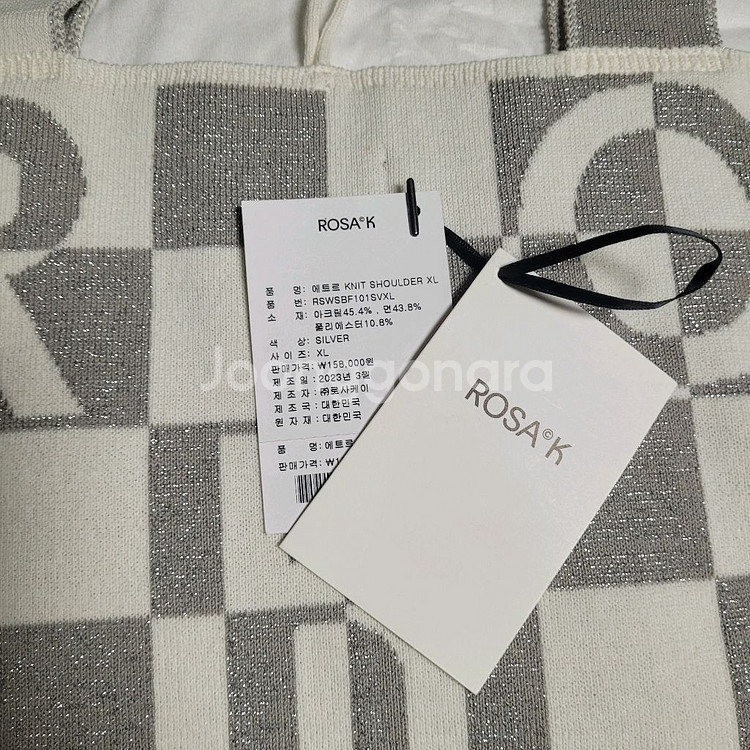 ROSA©K
품 명: 에트르 KNIT SHOULDER XL
품 번: RSWSBF101SVXL
소 재: 아크릴45.4% , 면43.8%
폴리에스터10.8%
색 상: SILVER
사 이 즈: XL
판매가격: ₩158,000원
제 조 일 : 2023년 3월
제 조 자 : ㈜로사케이
제 조 국 : 대한민국
원 자 재 : 대한민국
품 명: 에트르
판매가격: ₩1
ROSA©K
Joonggonara